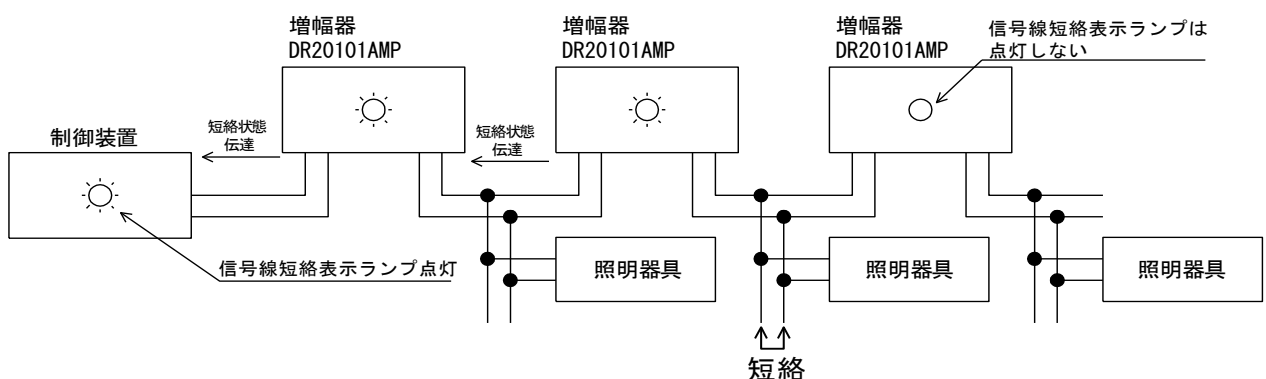 増幅器
DR20101AMP
増幅器
DR20101AMP
増幅器
DR20101AMP
信号線短絡表示ランプは
点灯しない
制御装置
短絡状態
伝達
短絡状態
伝達
信号線短絡表示ランプ点灯
照明器具
照明器具
照明器具
短絡